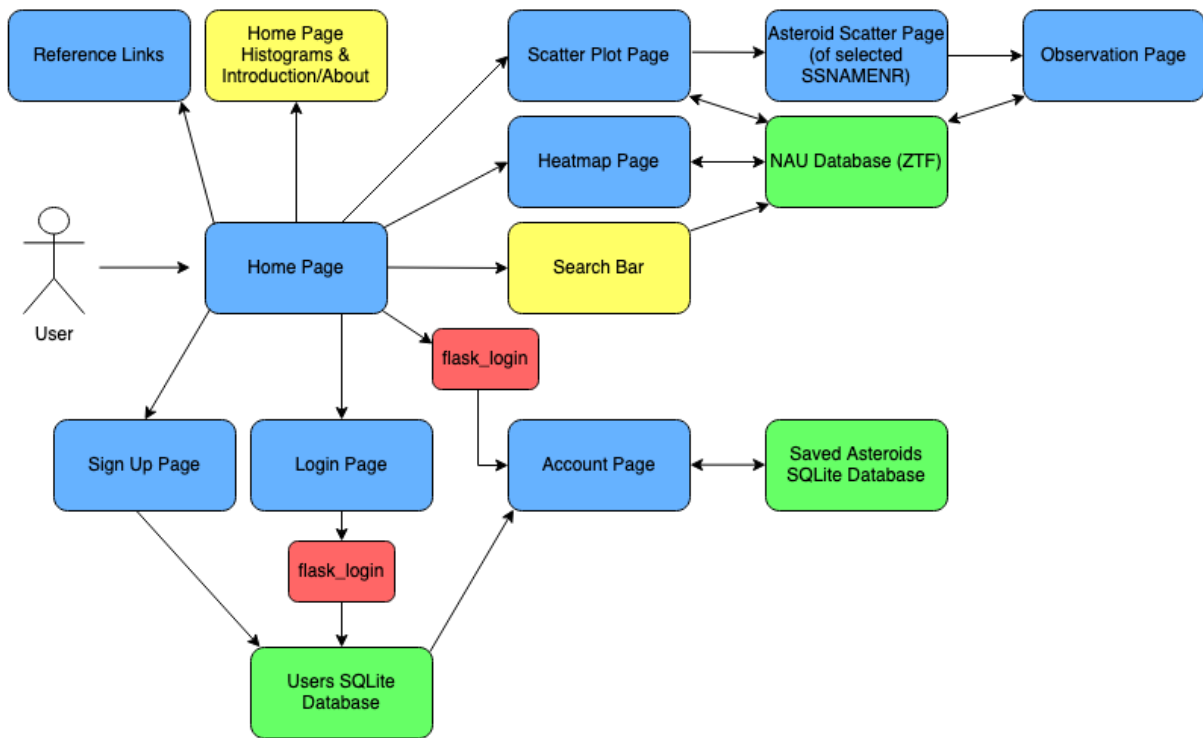 Reference Links
Home Page
Histograms &
Introduction/About
Scatter Plot Page
Asteroid Scatter Page
(of selected
SSNAMENR)
Observation Page
Heatmap Page
NAU Database (ZTF)
User
Home Page
Search Bar
flask_login
Sign Up Page
Login Page
Account Page
Saved Asteroids
SQLite Database
flask_login
Users SQLite
Database